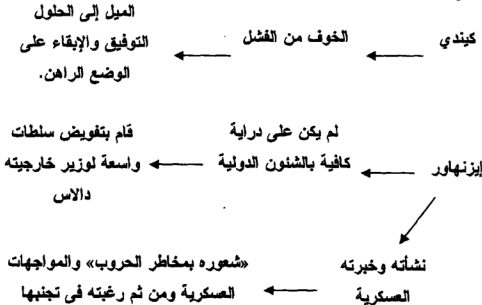 الميل إلى الحلول
كيندي الخوف من الفشل التوفيق والإبقاء على
الوضع الراهن.
لم يكن على دراية قام بتفويض سلطات
إيزنهاور كافية بالشئون الدولية واسعة لوزير خارجيته
دالاس
نشأته وخبرته «شعوره بمخاطر الحروب» والمواجهات
العسكرية العسكرية ومن ثم رغبته في تجنبها